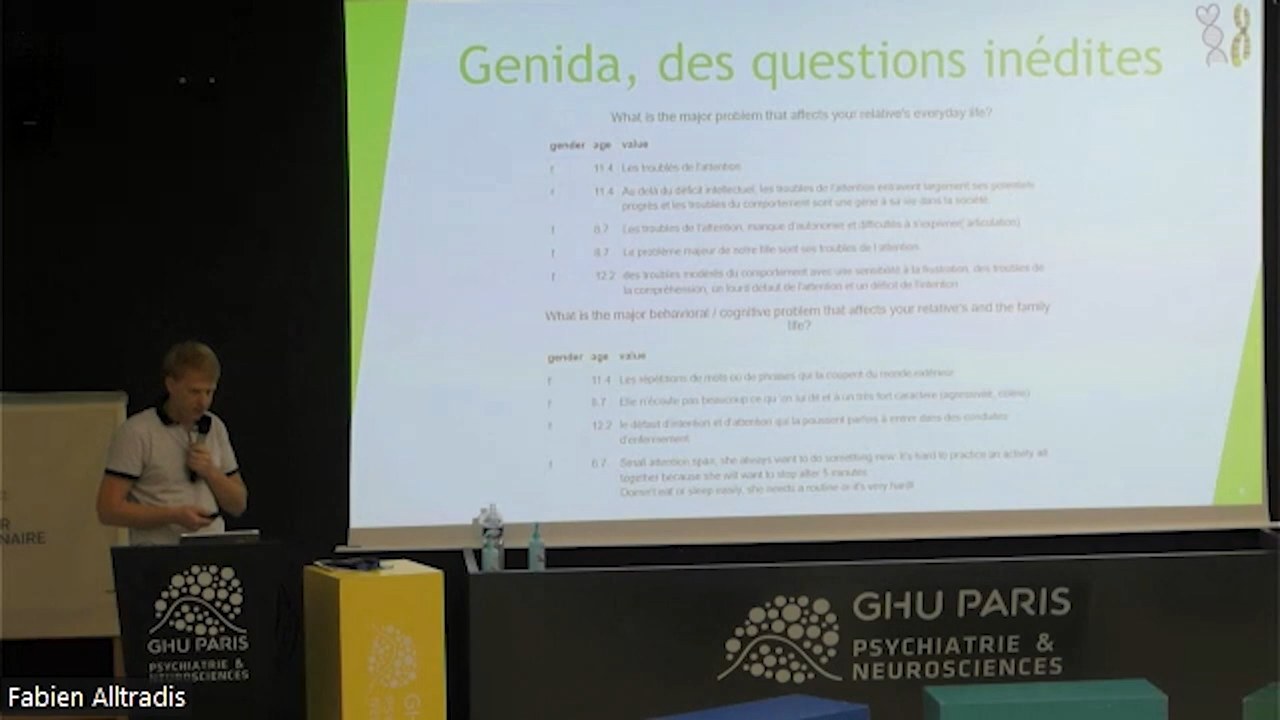 Genida, des questions inédites
What is the major problem that affects your relative's everyday life?
gender age value
f 11.4 Les troubles de l'attention
f 11.4 Au delà du déficit intellectuel, les troubles de l'attention entravent largement ses potentiels
progrès et les troubles du comportement sont une gêne à sa vie dans la société.
f 8.7 Les troubles de l'attention, manque d'autonomie et difficultés à s'exprimer( articulation)
f 8.7 Le problème majeur de notre fille sont ses troubles de l'attention.
f 12.2 des troubles modérés du comportement avec une sensibilité à la frustration, des troubles de
la compréhension, un lourd défaut de l'attention et un déficit de l'intention
What is the major behavioral / cognitive problem that affects your relative's and the family
life?
gender age value
f 11.4 Les répétitions de mots ou de phrases qui la coupent du monde extérieur
f 8.7 Elle n'écoute pas beaucoup ce qu 'on lui dit et à un très fort caractère (agressivité, colère)
f 12.2 le défaut d'intention et d'attention qui la poussent parfois à entrer dans des conduites
d'enfermement
f 6.7 Small attention span, she always want to do something new. It's hard to practice an activity all
together because she will want to stop after 5 minutes.
Doesn't eat or sleep easily, she needs a routine or it's very hard!
R
NAIRE
GHU PARIS
PSYCHIATRIE &
NEUROSCIENCES
GHU PARIS
PSYCHIATRIE &
NEUROSCIENCES
Fabien Alltradis